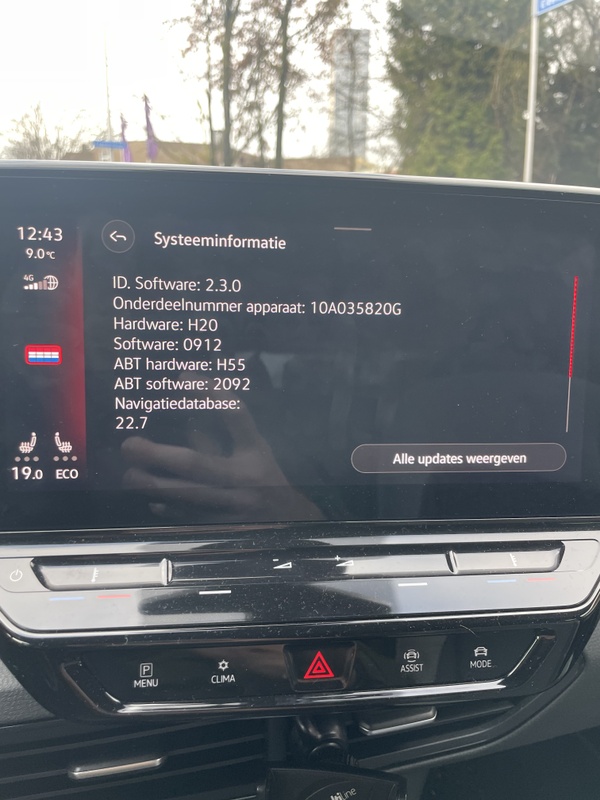 12:43
9.0°C
4G
Systeeminformatie
ID. Software: 2.3.0
Onderdeelnummer apparaat: 10A035820G
Hardware: H20
Software: 0912
ABT hardware: H55
ABT software: 2092
Navigatiedatabase:
22.7
Alle updates weergeven
19.0 ECO
P
MENU
CLIMA
ASSIST
MODE